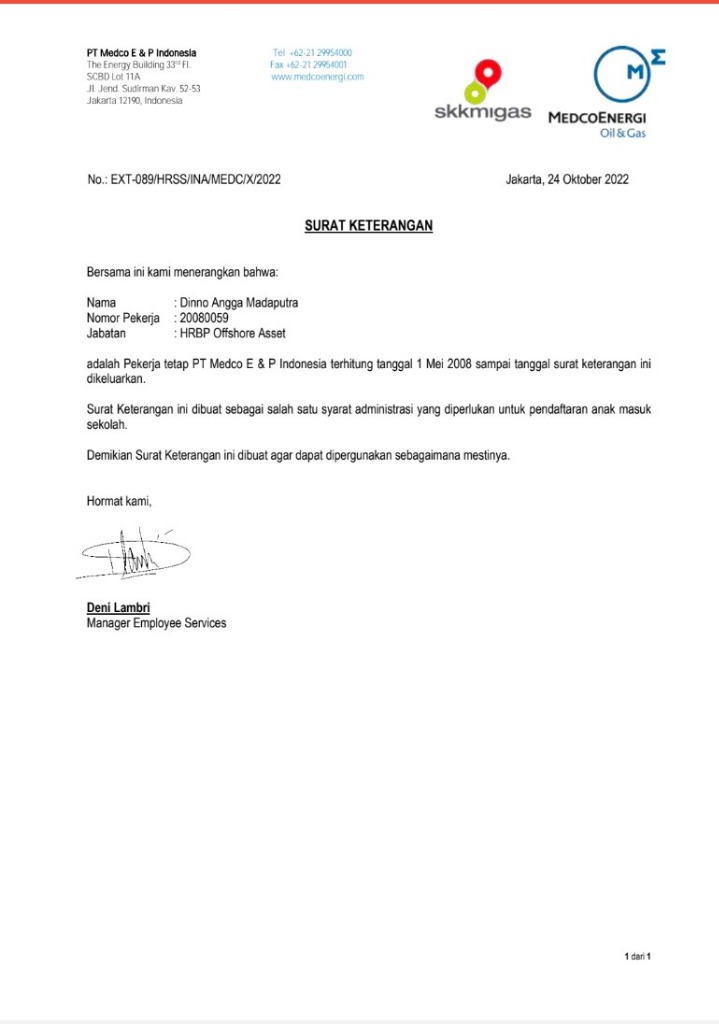 PT Medco E & P Indonesia
The Energy Building 33rd Fl.
SCBD Lot 11A
Jl. Jend. Sudirman Kav. 52-53
Jakarta 12190, Indonesia
Tel +62-21 29954000
Fax +62-21 29954001
www.medcoenergi.com
skkmigas
M
MEDCOENERGI
Oil & Gas
No.: EXT-089/HRSS/INA/MEDC/X/2022
Jakarta, 24 Oktober 2022
SURAT KETERANGAN
Bersama ini kami menerangkan bahwa:
Nama : Dinno Angga Madaputra
Nomor Pekerja : 20080059
Jabatan : HRBP Offshore Asset
adalah Pekerja tetap PT Medco E & P Indonesia terhitung tanggal 1 Mei 2008 sampai tanggal surat keterangan ini
dikeluarkan.
Surat Keterangan ini dibuat sebagai salah satu syarat administrasi yang diperlukan untuk pendaftaran anak masuk
sekolah.
Demikian Surat Keterangan ini dibuat agar dapat dipergunakan sebagaimana mestinya.
Hormat kami,
Deni Lambri
Manager Employee Services
1 dari 1